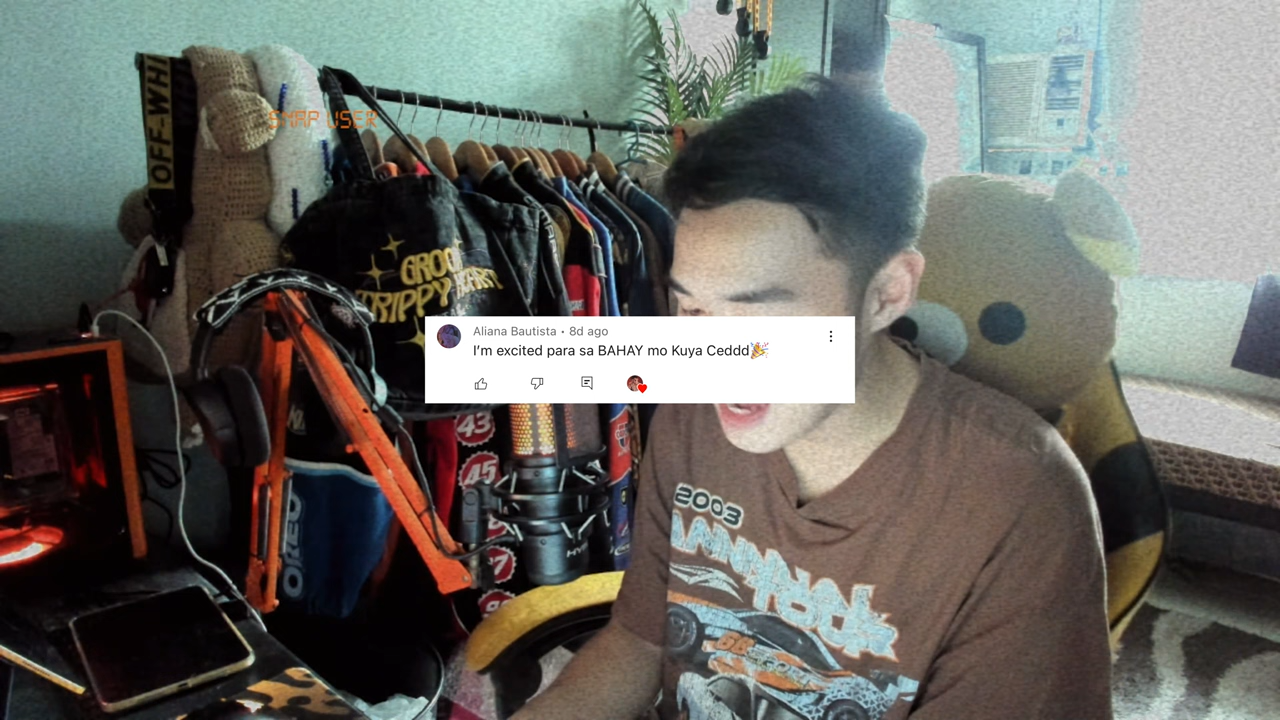 OFF-WHI
SNAP USER
GROO
TRIPPY
Aliana Bautista • 8d ago
I'm excited para sa BAHAY mo Kuya Ceddd🎉
43
45
OREO
2003
68